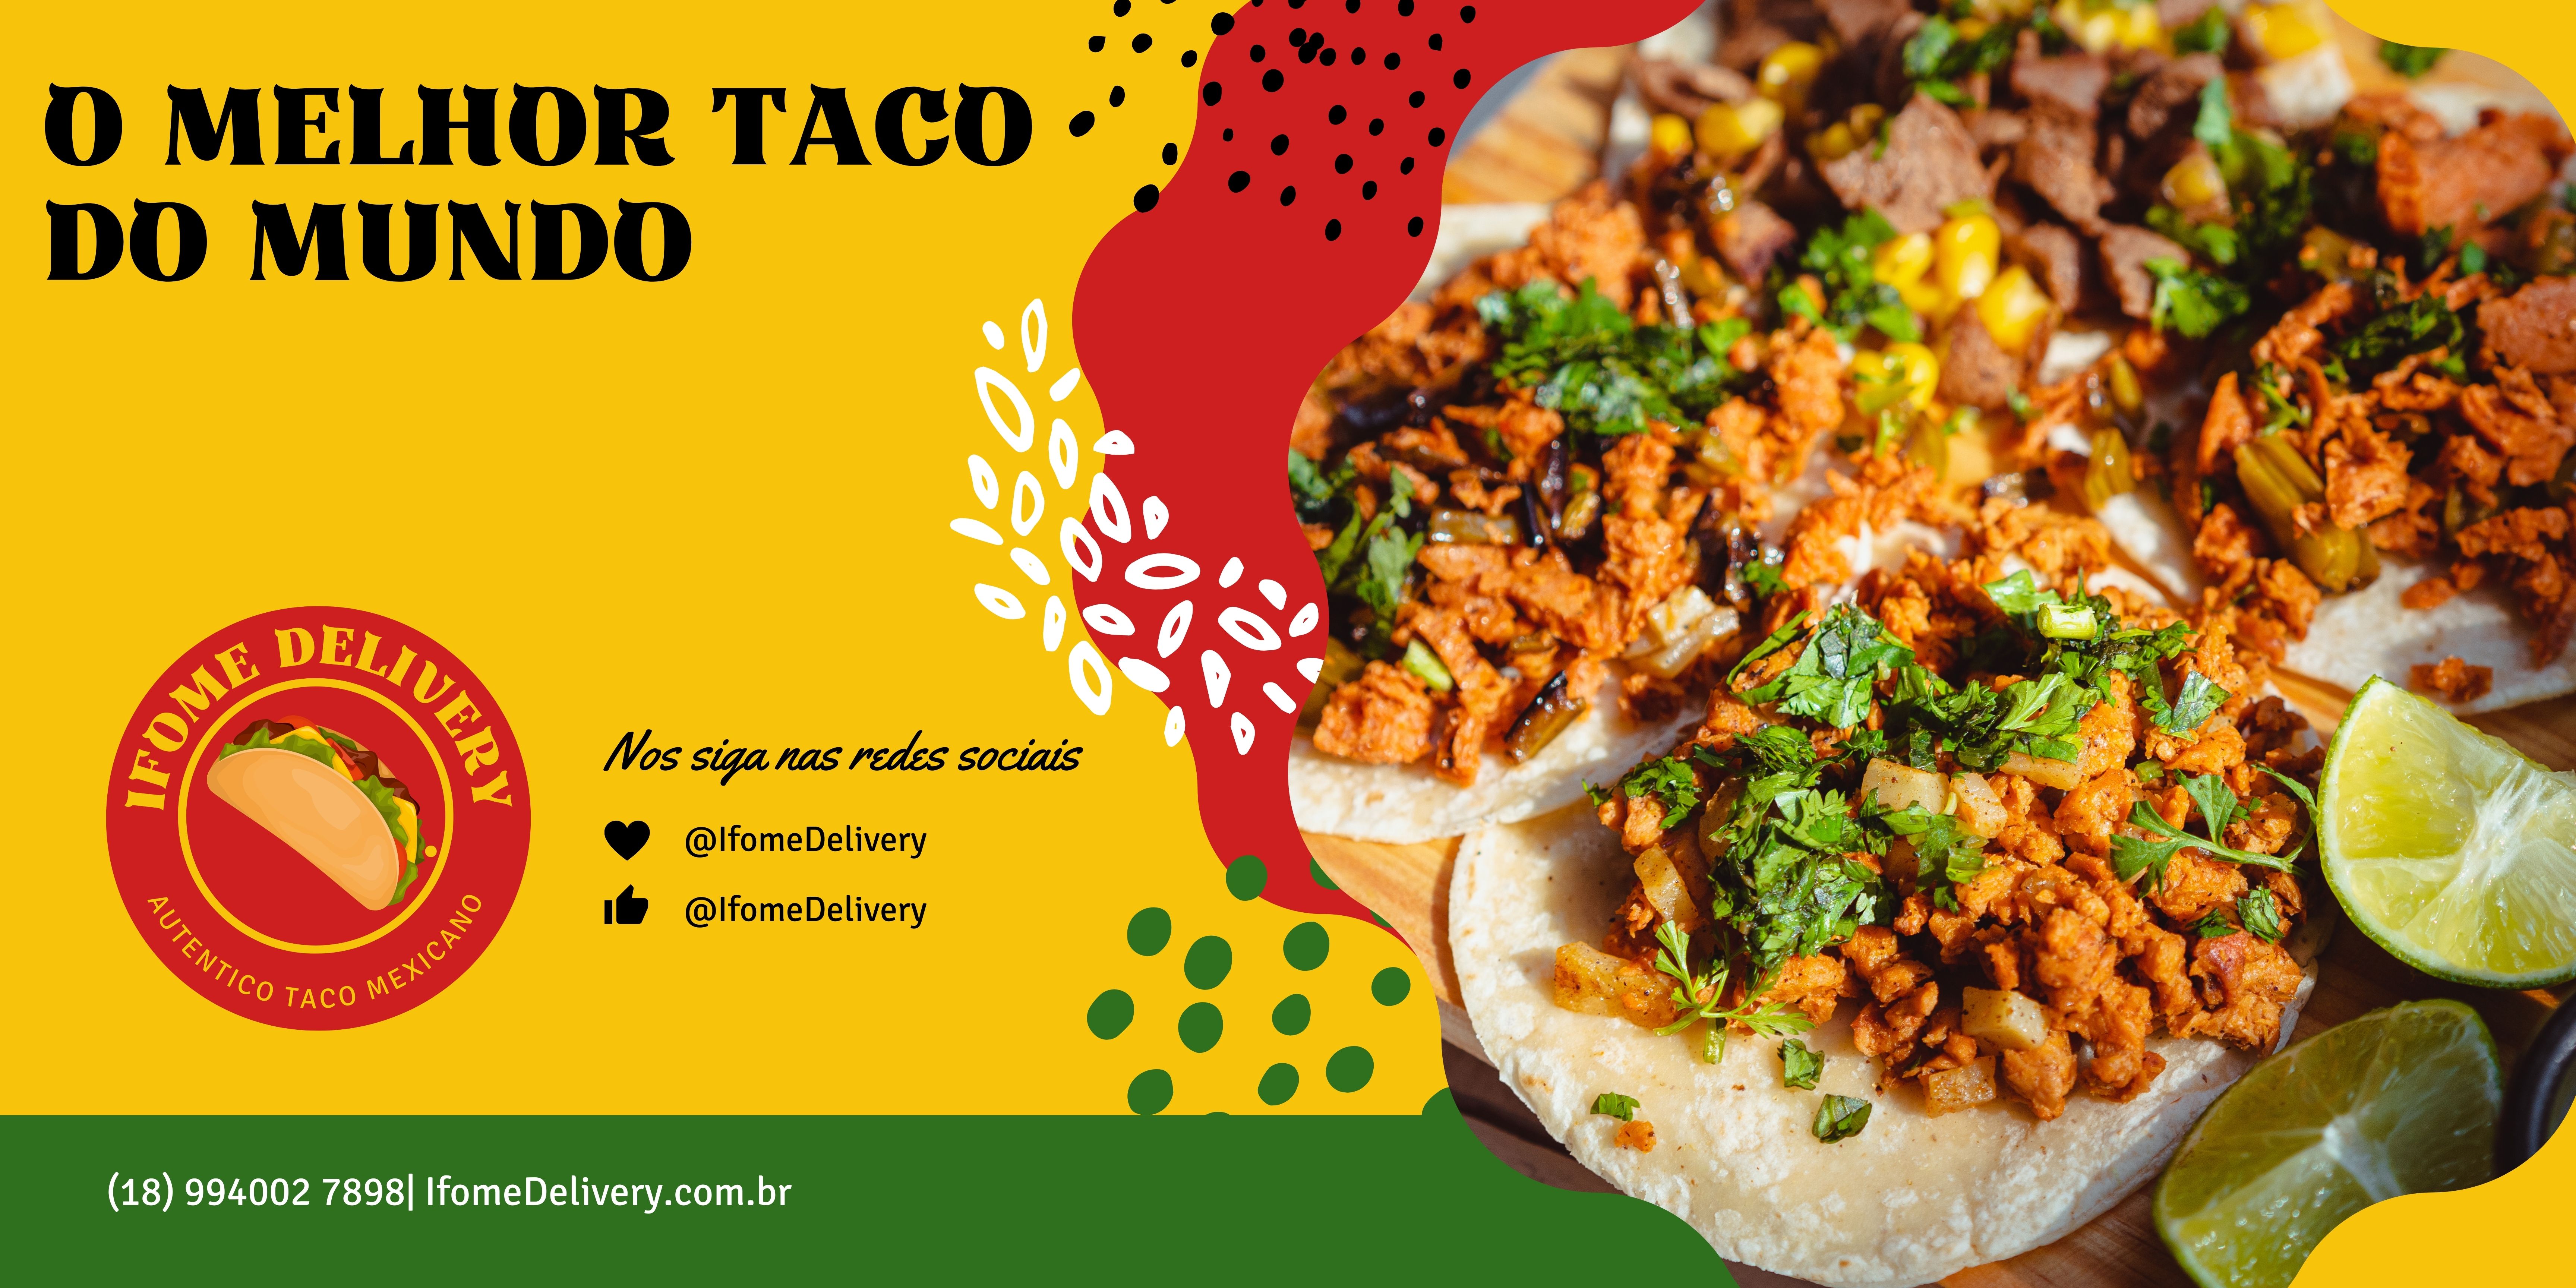 O MELHOR TACO
DO MUNDO
IFOME DELIVERY
AUTENTICO TACO MEXICANO
Nos siga nas redes sociais
@IfomeDelivery
@IfomeDelivery
(18) 994002 7898| IfomeDelivery.com.br